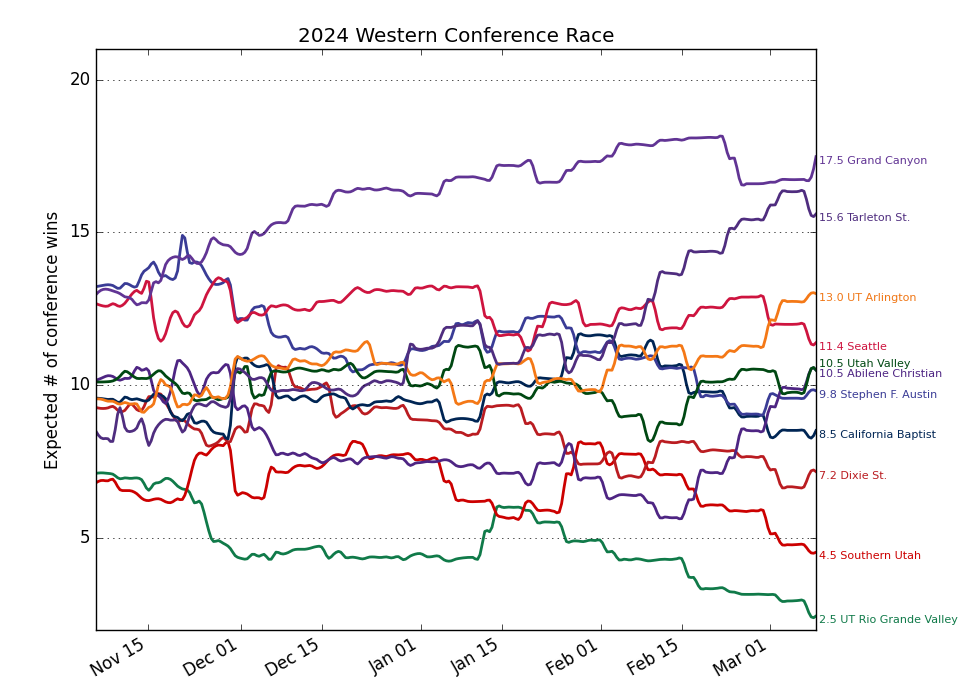 2024 Western Conference Race
Expected # of conference wins
20
15
10
5
Nov 15
Dec 01
Dec 15
Jan 01
Jan 15
Feb 01
Feb 15
Mar 01
17.5 Grand Canyon
15.6 Tarleton St.
13.0 UT Arlington
11.4 Seattle
10.5 Utah Valley
10.5 Abilene Christian
9.8 Stephen F. Austin
8.5 California Baptist
7.2 Dixie St.
4.5 Southern Utah
2.5 UT Rio Grande Valley